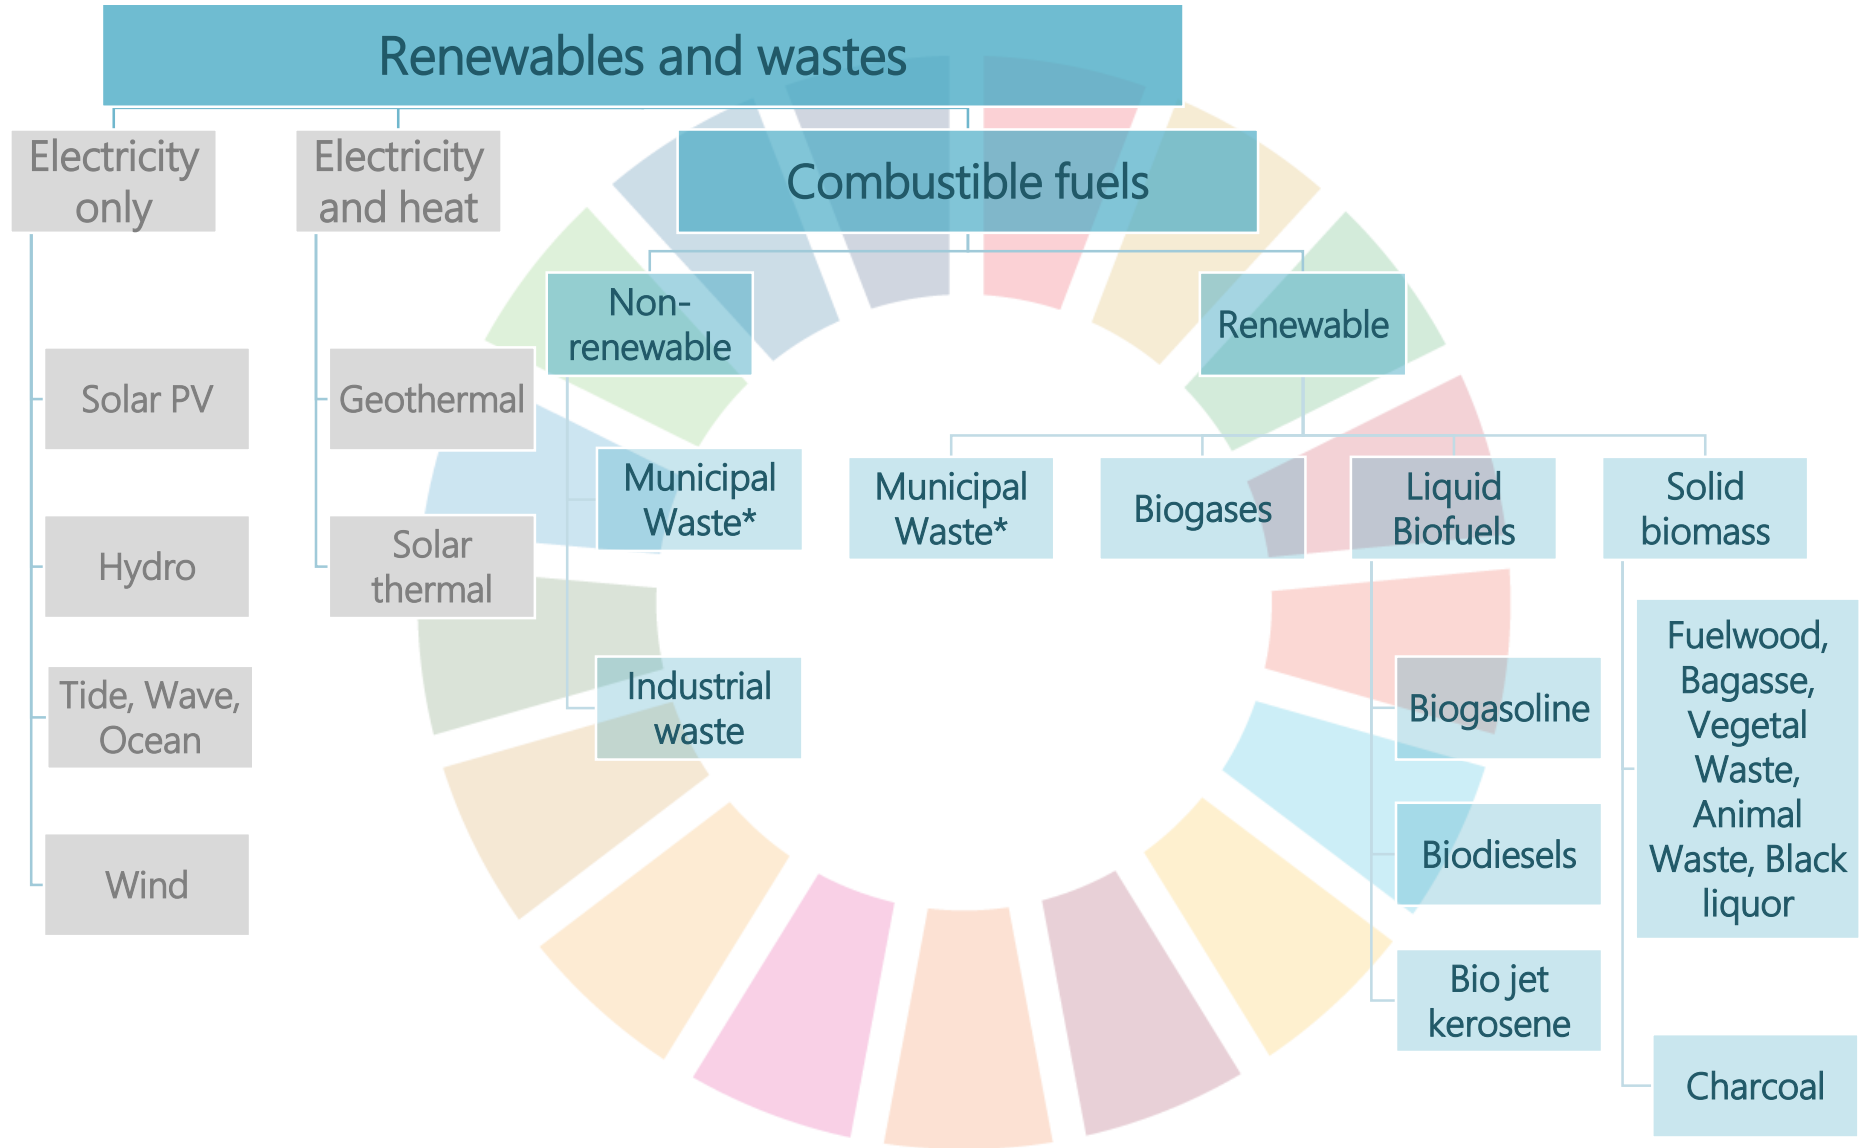 Renewables and wastes
Electricity
only
Electricity
and heat
Combustible fuels
Non-
renewable
Renewable
Solar PV
Hydro
Tide, Wave,
Ocean
Wind
Geothermal
Solar
thermal
Municipal
Waste*
Industrial
waste
Municipal
Waste*
Biogases
Liquid
Biofuels
Solid
biomass
Biogasoline
Biodiesels
Bio jet
kerosene
Fuelwood,
Bagasse,
Vegetal
Waste,
Animal
Waste, Black
liquor
Charcoal